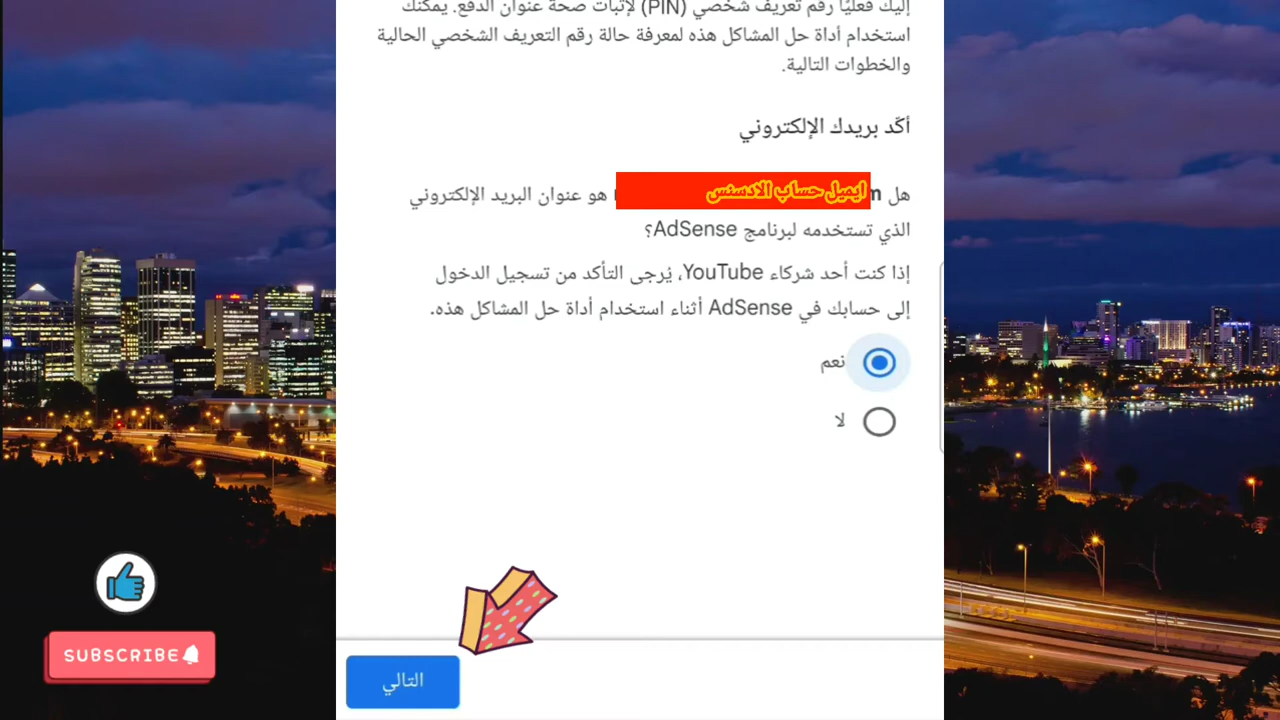 إليك فعليًا رقم تعريف شخصي (PIN) لإثبات صحة عنوان الدفع. يمكنك
استخدام أداة حل المشاكل هذه لمعرفة حالة رقم التعريف الشخصي الحالية
والخطوات التالية.
أكّد بريدك الإلكتروني
هل m ايميل حساب الادسنس هو عنوان البريد الإلكتروني
الذي تستخدمه لبرنامج AdSense؟
إذا كنت أحد شركاء YouTube، يُرجى التأكد من تسجيل الدخول
إلى حسابك في AdSense أثناء استخدام أداة حل المشاكل هذه.
نعم
لا
التالي
SUBSCRIBE